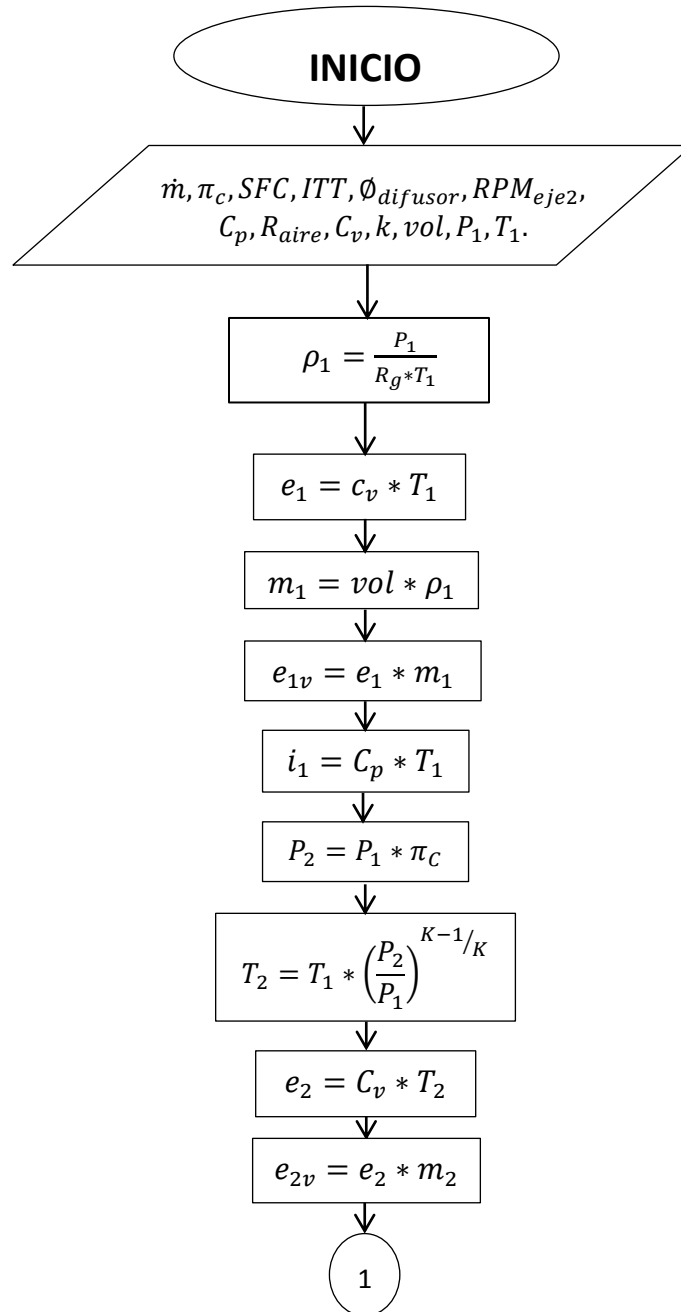 INICIO
ṁ, π_c, SFC, ITT, Ø_difusor, RPM_eje2,
C_p, R_aire, C_v, k, vol, P_1, T_1.
ρ_1 = P_1 / R_g∗T_1
e_1 = c_v ∗ T_1
m_1 = vol ∗ ρ_1
e_1v = e_1 ∗ m_1
i_1 = C_p ∗ T_1
P_2 = P_1 ∗ π_C
T_2 = T_1 ∗ (P_2/P_1)^K−1/K
e_2 = C_v ∗ T_2
e_2v = e_2 ∗ m_2
1